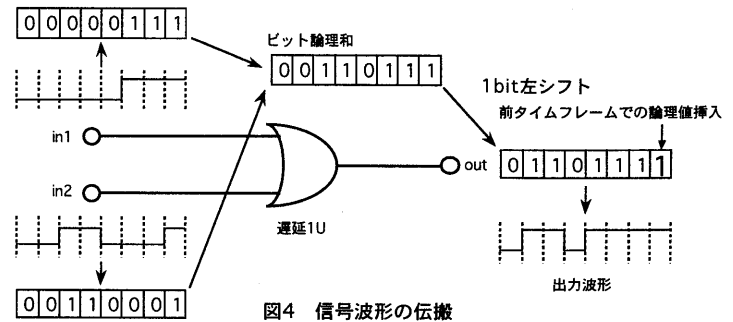 0 0 0 0 0 1 1 1
ビット論理和
0 0 1 1 0 1 1 1
1bit左シフト
前タイムフレームでの論理値挿入
in1
in2
out
0 1 1 0 1 1 1 1
遅延1U
出力波形
0 0 1 1 0 0 0 1
図4 信号波形の伝搬